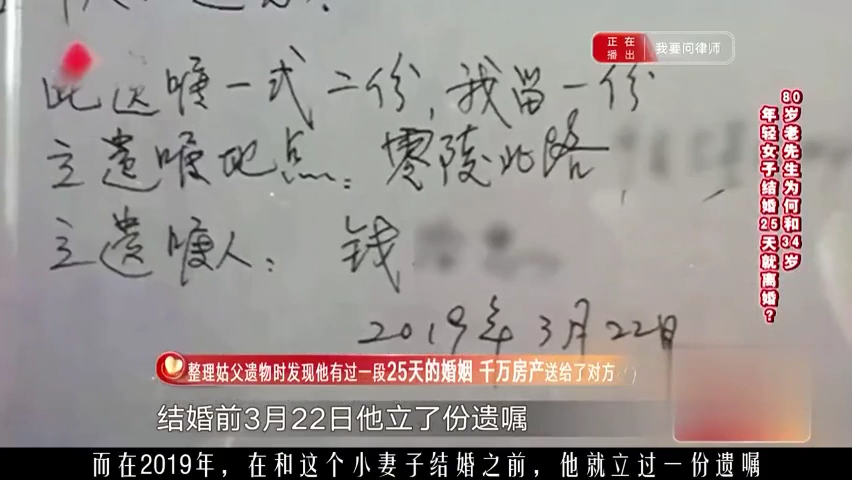 正在播出
我要问律师
此遗嘱一式二份,我留一份
立遗嘱地点:零陵北路
立遗嘱人: 钱
2019年3月22日
80岁老先生为何和34岁
年轻女子结婚25天就离婚?
整理姑父遗物时发现他有过一段25天的婚姻 千万房产送给了对方
结婚前3月22日他立了份遗嘱
而在2019年,在和这个小妻子结婚之前,他就立过一份遗嘱